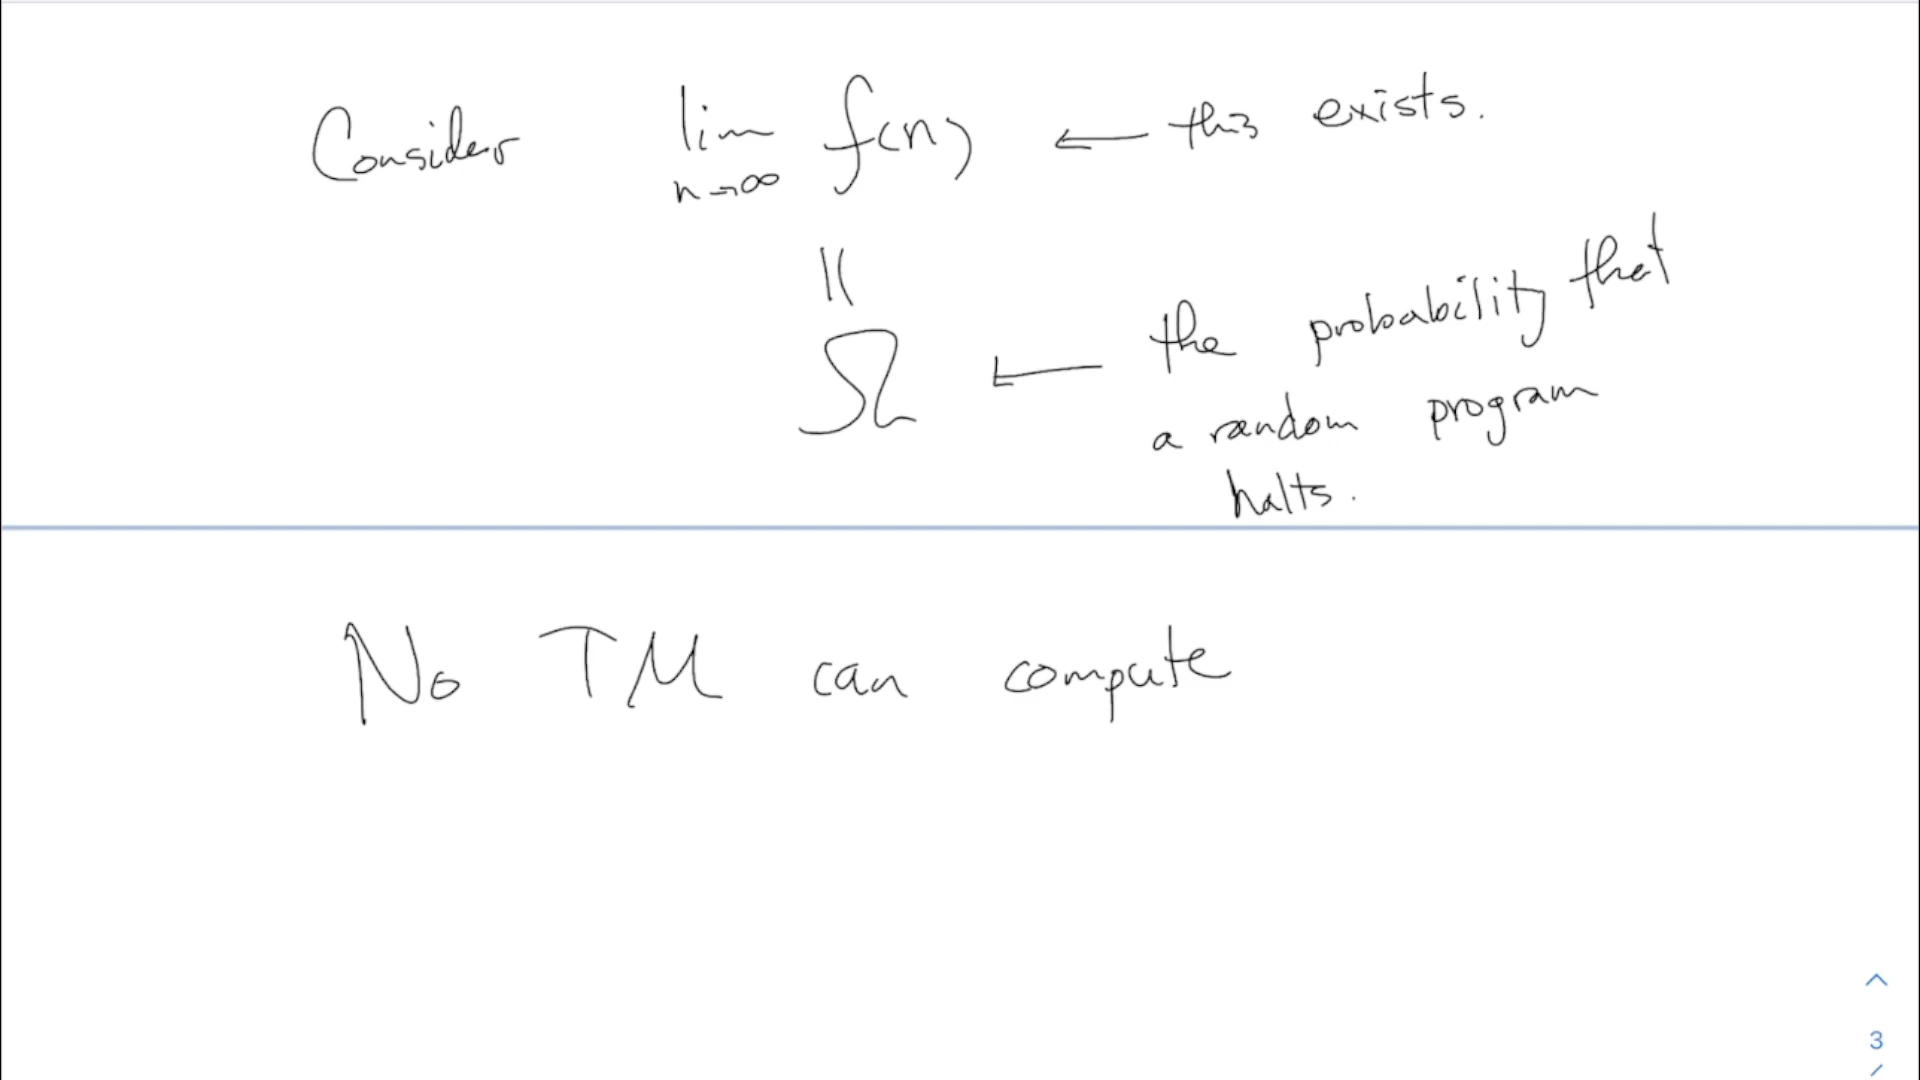 Consider lim f(n) ← this exists.
n→∞
||
Ω ← the probability that
a random program
halts.
No TM can compute
3